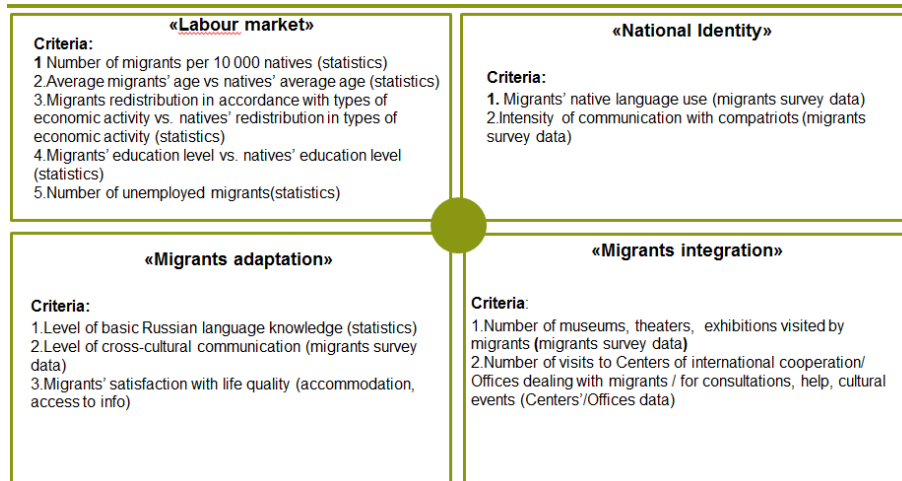 «Labour market»
Criteria:
1 Number of migrants per 10 000 natives (statistics)
2.Average migrants' age vs natives' average age (statistics)
3.Migrants redistribution in accordance with types of
economic activity vs. natives' redistribution in types of
economic activity (statistics)
4.Migrants' education level vs. natives' education level
(statistics)
5.Number of unemployed migrants(statistics)
«National Identity»
Criteria:
1. Migrants' native language use (migrants survey data)
2.Intensity of communication with compatriots (migrants
survey data)
«Migrants adaptation»
Criteria:
1.Level of basic Russian language knowledge (statistics)
2.Level of cross-cultural communication (migrants survey
data)
3.Migrants' satisfaction with life quality (accommodation,
access to info)
«Migrants integration»
Criteria:
1.Number of museums, theaters, exhibitions visited by
migrants (migrants survey data)
2.Number of visits to Centers of international cooperation/
Offices dealing with migrants / for consultations, help, cultural
events (Centers'/Offices data)